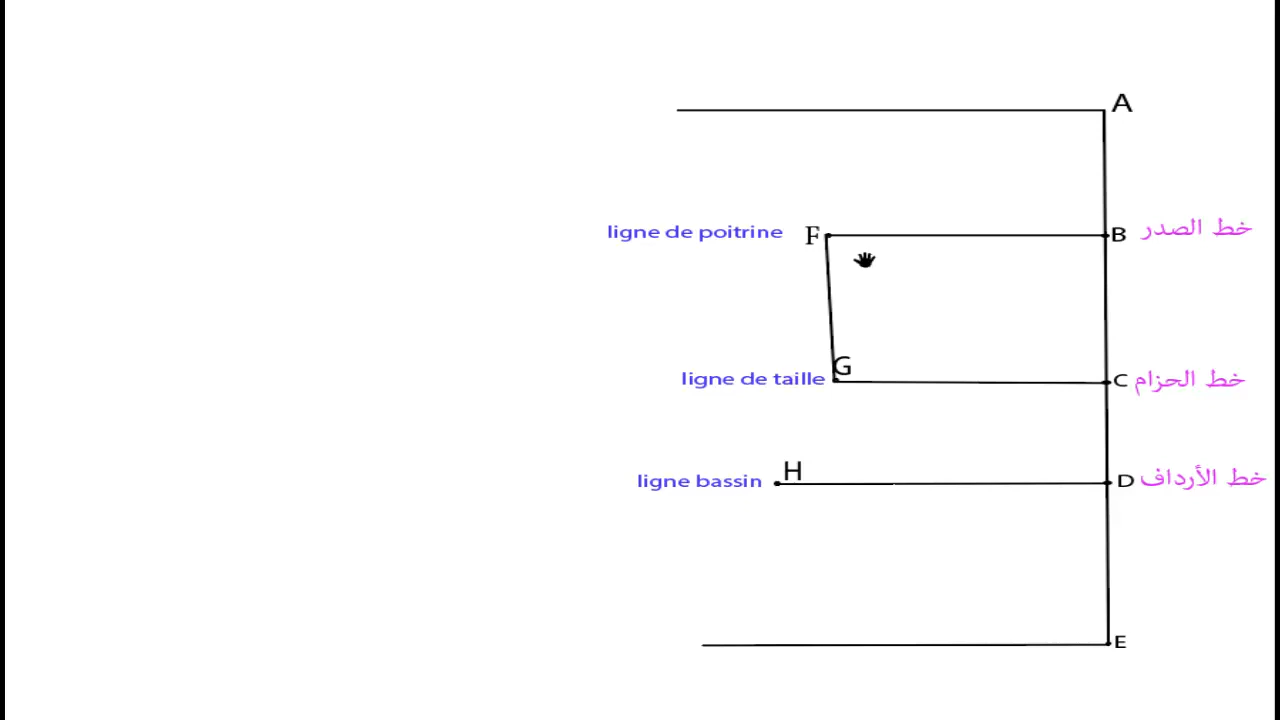 A
ligne de poitrine F B خط الصدر
G
ligne de taille C خط الحزام
H
ligne bassin D خط الأرداف
E